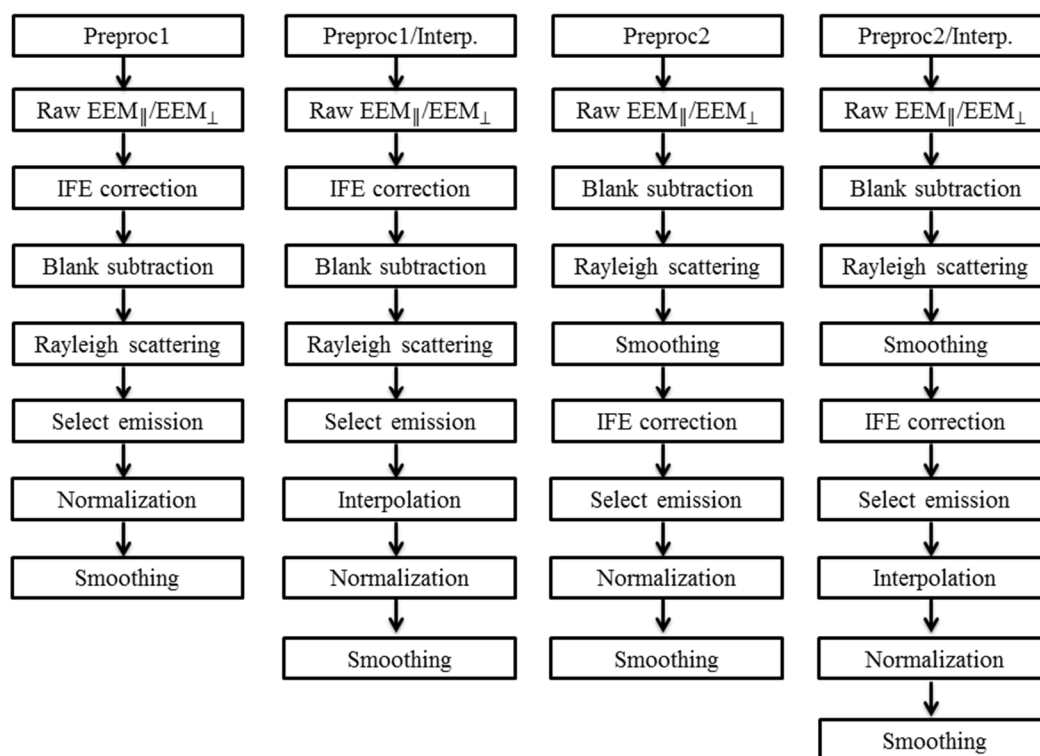 Preproc1
Raw EEM∥/EEM⊥
IFE correction
Blank subtraction
Rayleigh scattering
Select emission
Normalization
Smoothing
Preproc1/Interp.
Raw EEM∥/EEM⊥
IFE correction
Blank subtraction
Rayleigh scattering
Select emission
Interpolation
Normalization
Smoothing
Preproc2
Raw EEM∥/EEM⊥
Blank subtraction
Rayleigh scattering
Smoothing
IFE correction
Select emission
Normalization
Smoothing
Preproc2/Interp.
Raw EEM∥/EEM⊥
Blank subtraction
Rayleigh scattering
Smoothing
IFE correction
Select emission
Interpolation
Normalization
Smoothing